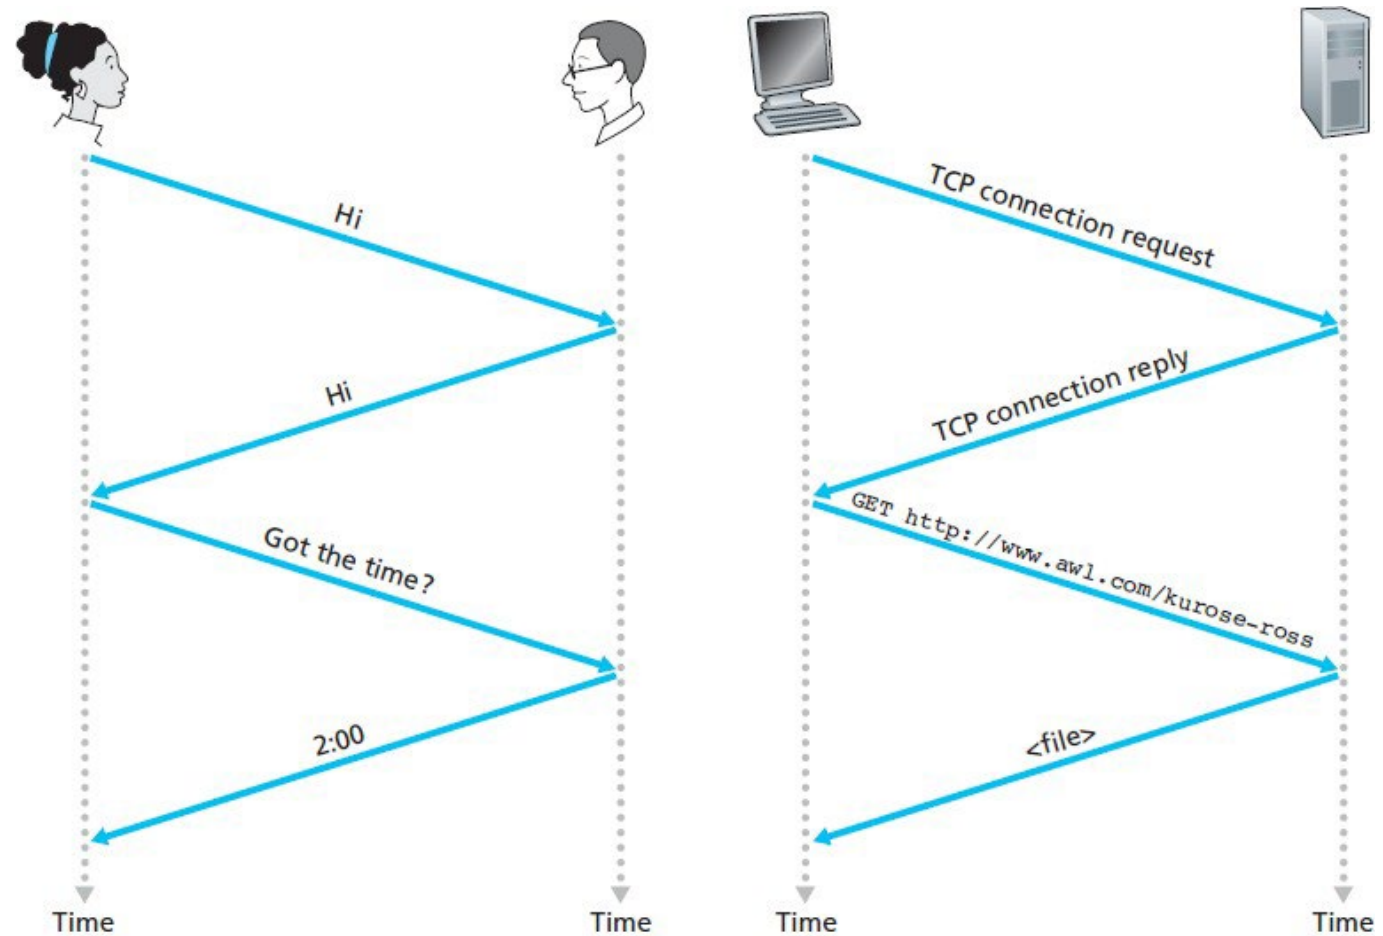 Hi
Hi
Got the time?
2:00
Time
Time
TCP connection request
TCP connection reply
GET http://www.awl.com/kurose-ross
<file>
Time
Time